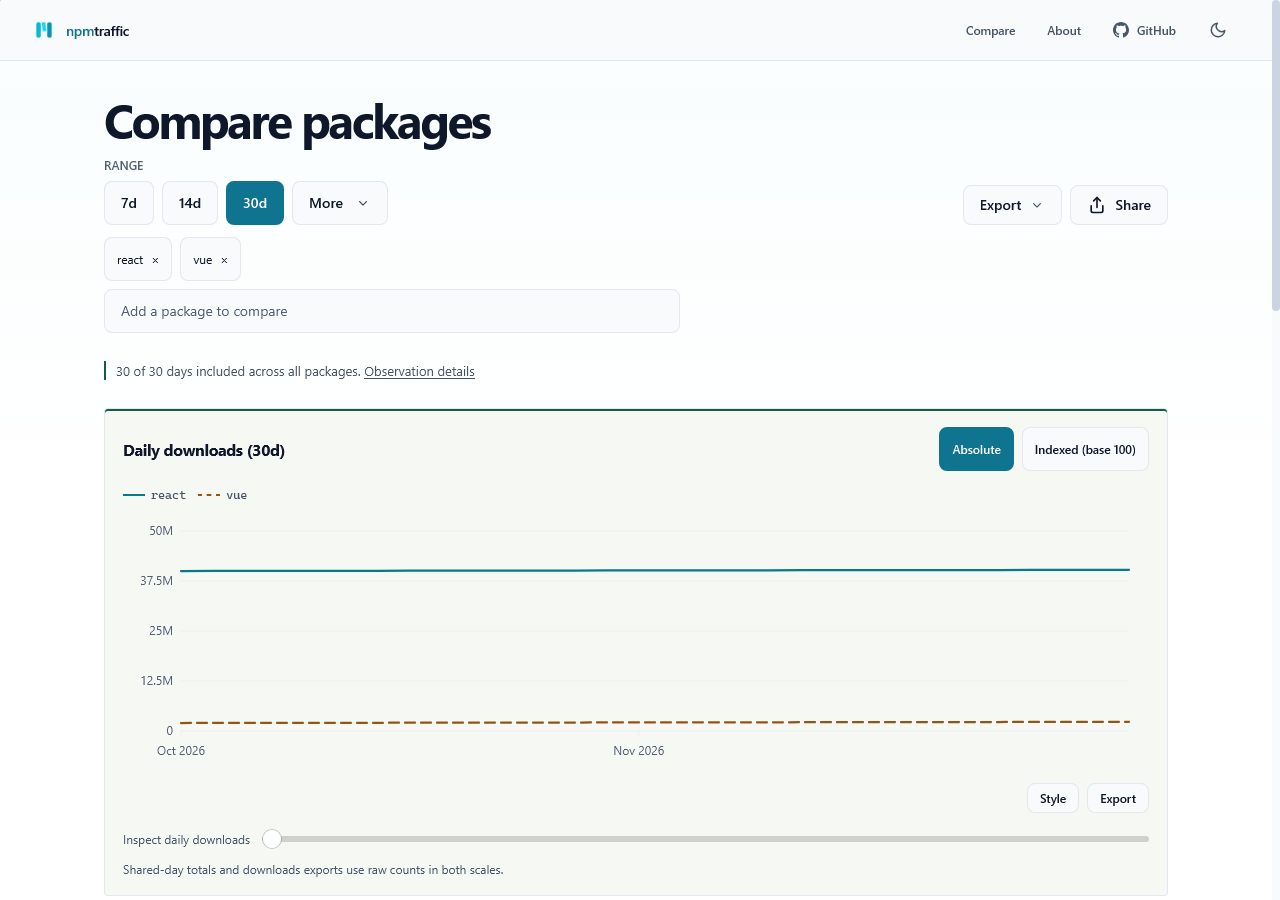 npmtraffic
Compare
About
GitHub
Compare packages
RANGE
7d
14d
30d
More
Export
Share
react ×
vue ×
Add a package to compare
30 of 30 days included across all packages. Observation details
Daily downloads (30d)
Absolute
Indexed (base 100)
react
vue
50M
37.5M
25M
12.5M
0
Oct 2026
Nov 2026
Style
Export
Inspect daily downloads
Shared-day totals and downloads exports use raw counts in both scales.